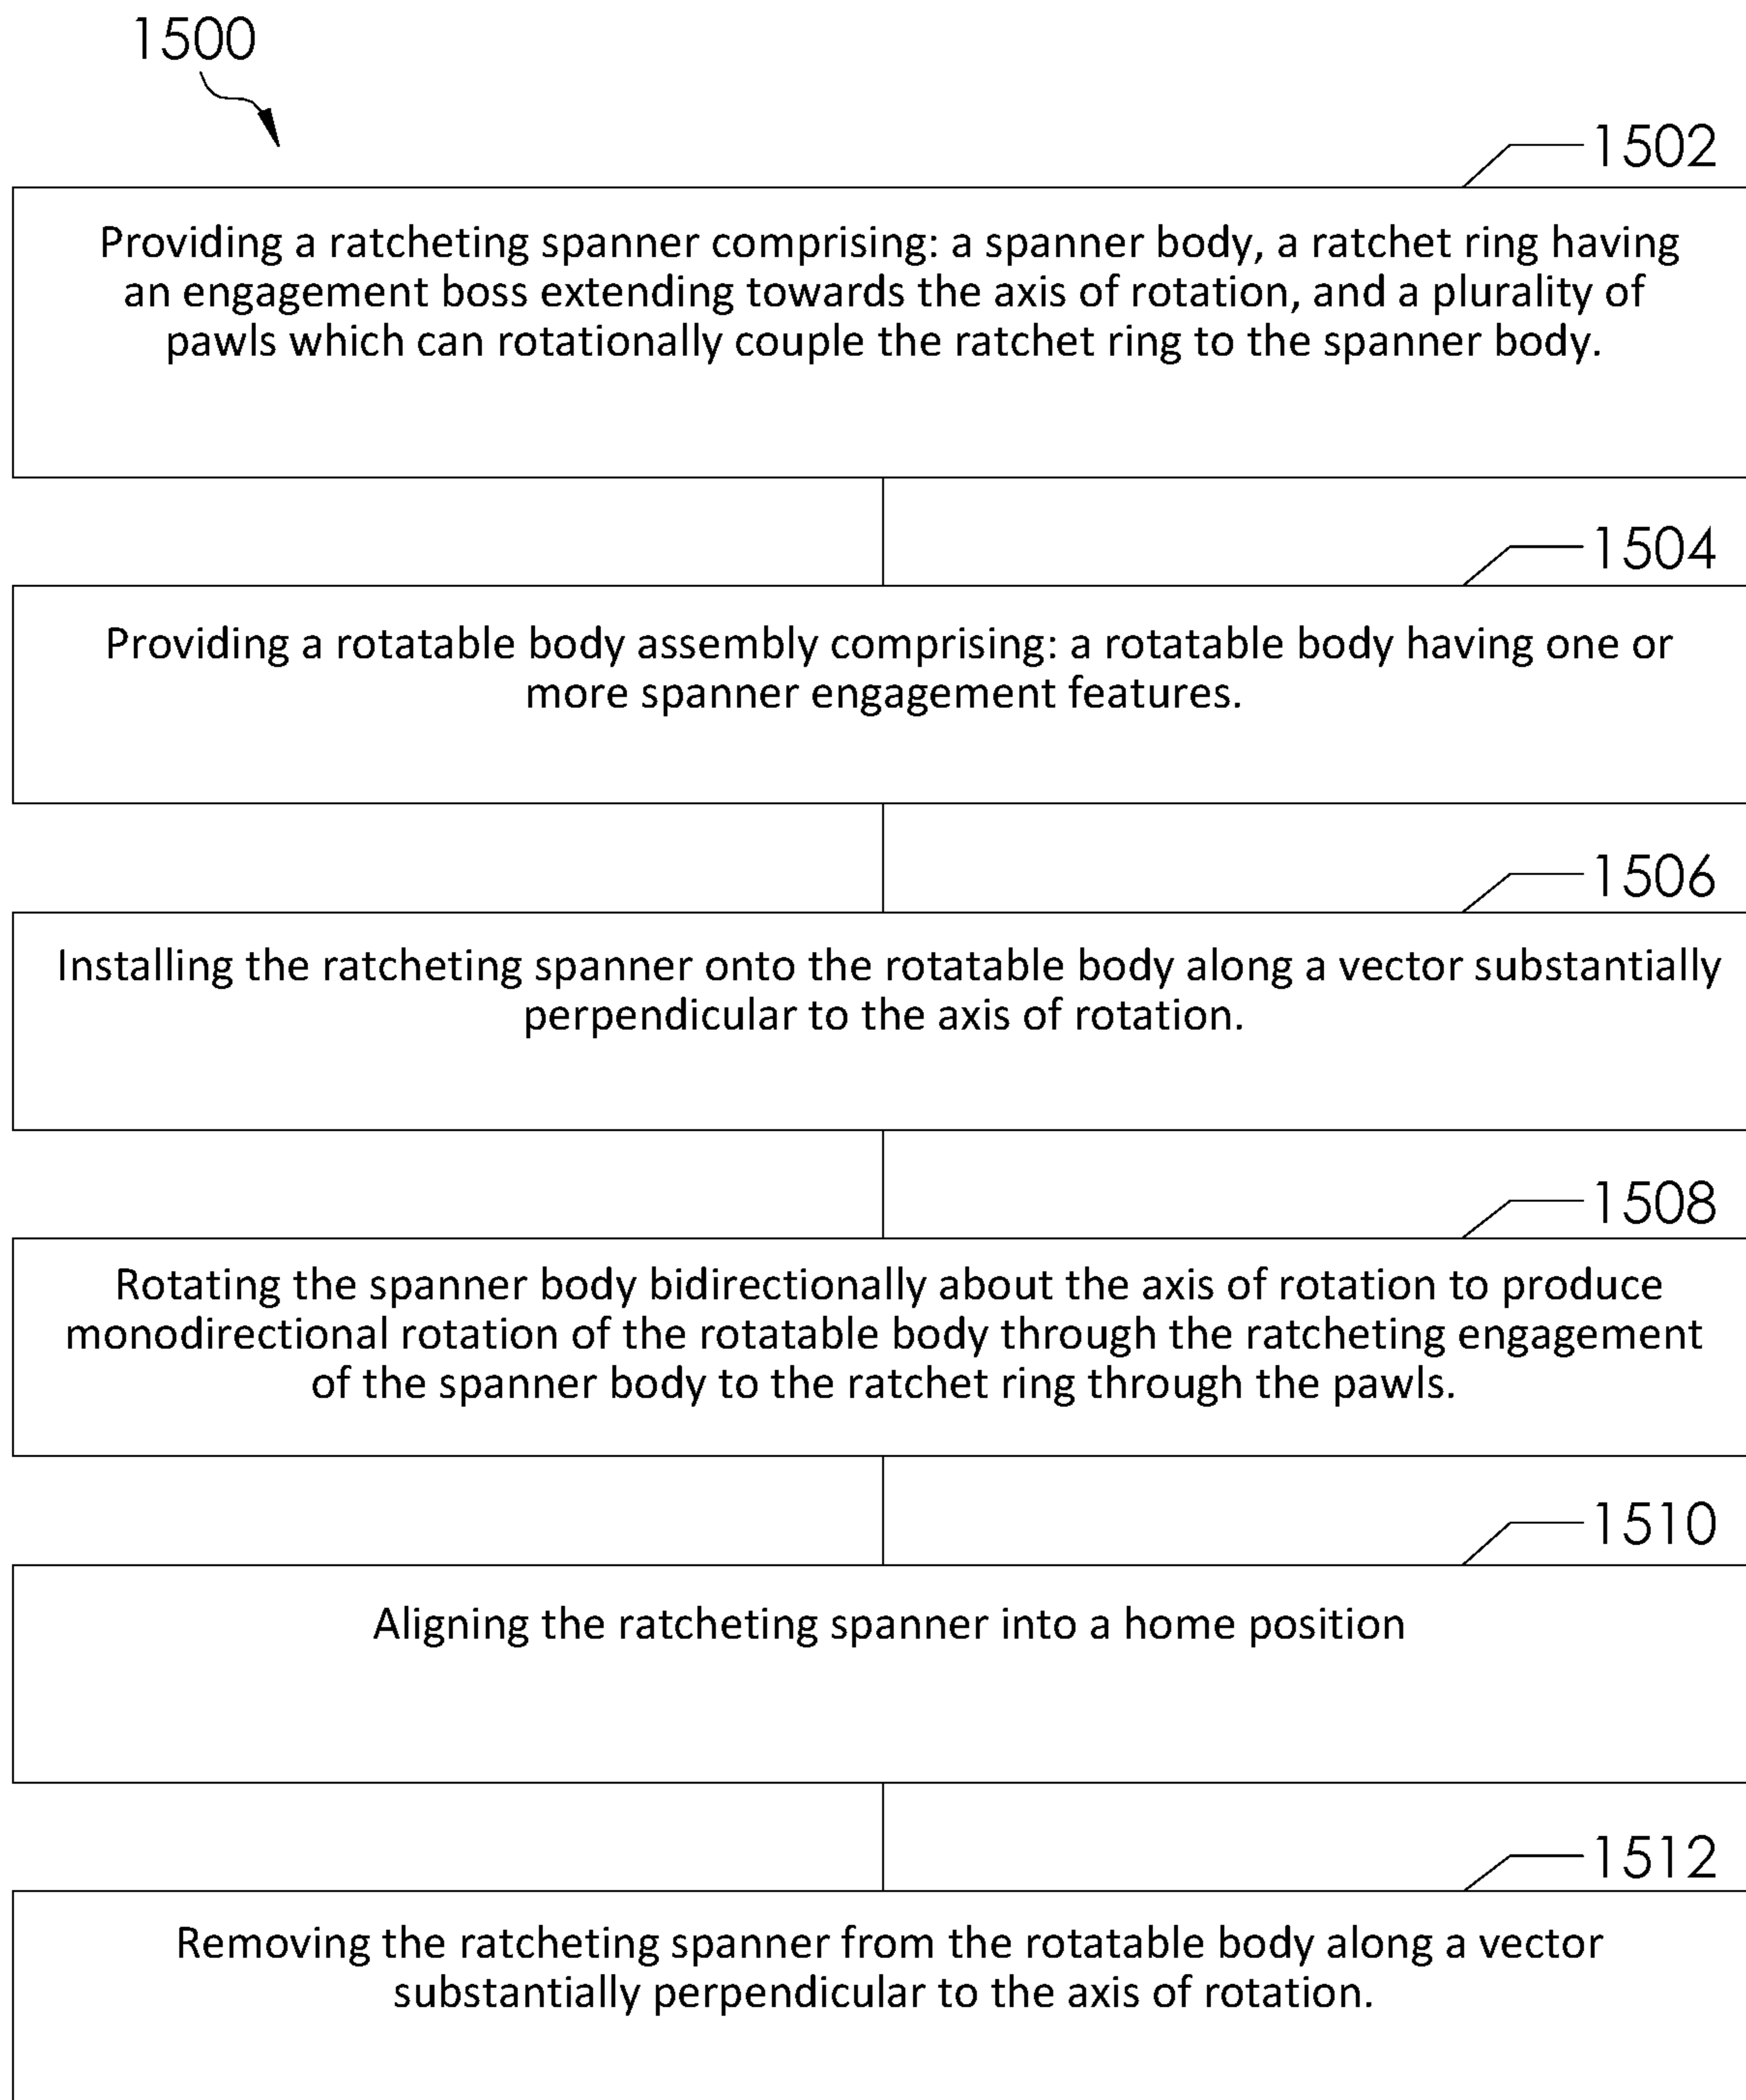 1500
1502
Providing a ratcheting spanner comprising: a spanner body, a ratchet ring having
an engagement boss extending towards the axis of rotation, and a plurality of
pawls which can rotationally couple the ratchet ring to the spanner body.
1504
Providing a rotatable body assembly comprising: a rotatable body having one or
more spanner engagement features.
1506
Installing the ratcheting spanner onto the rotatable body along a vector substantially
perpendicular to the axis of rotation.
1508
Rotating the spanner body bidirectionally about the axis of rotation to produce
monodirectional rotation of the rotatable body through the ratcheting engagement
of the spanner body to the ratchet ring through the pawls.
1510
Aligning the ratcheting spanner into a home position
1512
Removing the ratcheting spanner from the rotatable body along a vector
substantially perpendicular to the axis of rotation.